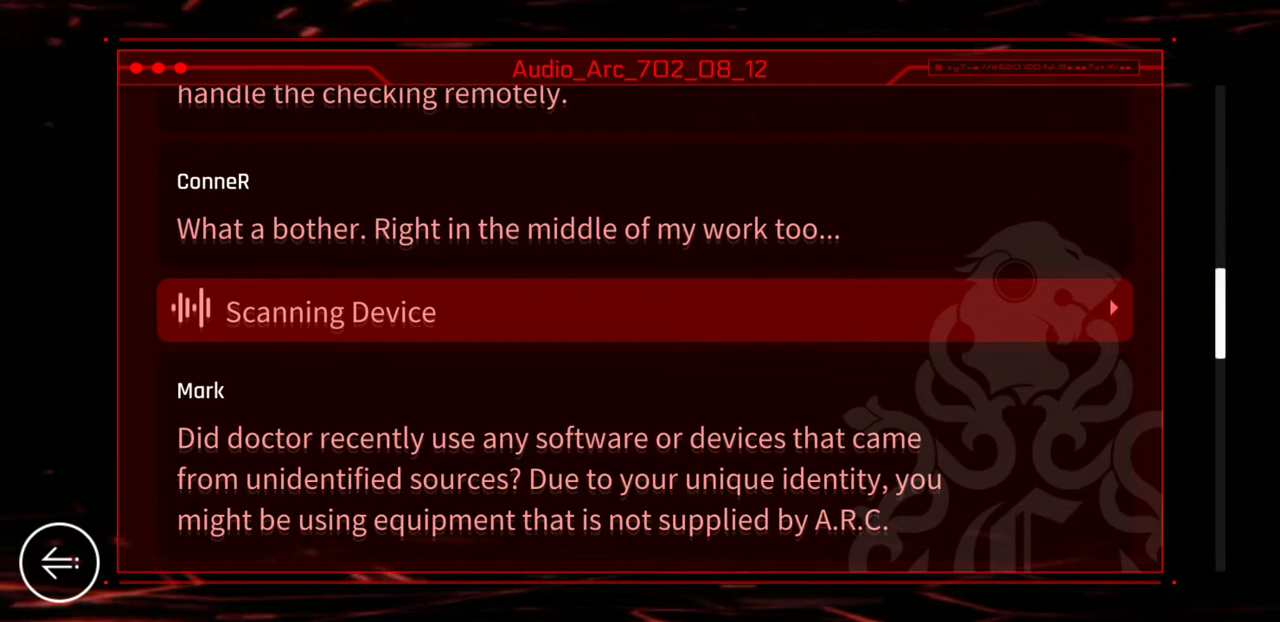 Audio_Arc_702_08_12
handle the checking remotely.
ConneR
What a bother. Right in the middle of my work too...
Scanning Device
Mark
Did doctor recently use any software or devices that came
from unidentified sources? Due to your unique identity, you
might be using equipment that is not supplied by A.R.C.